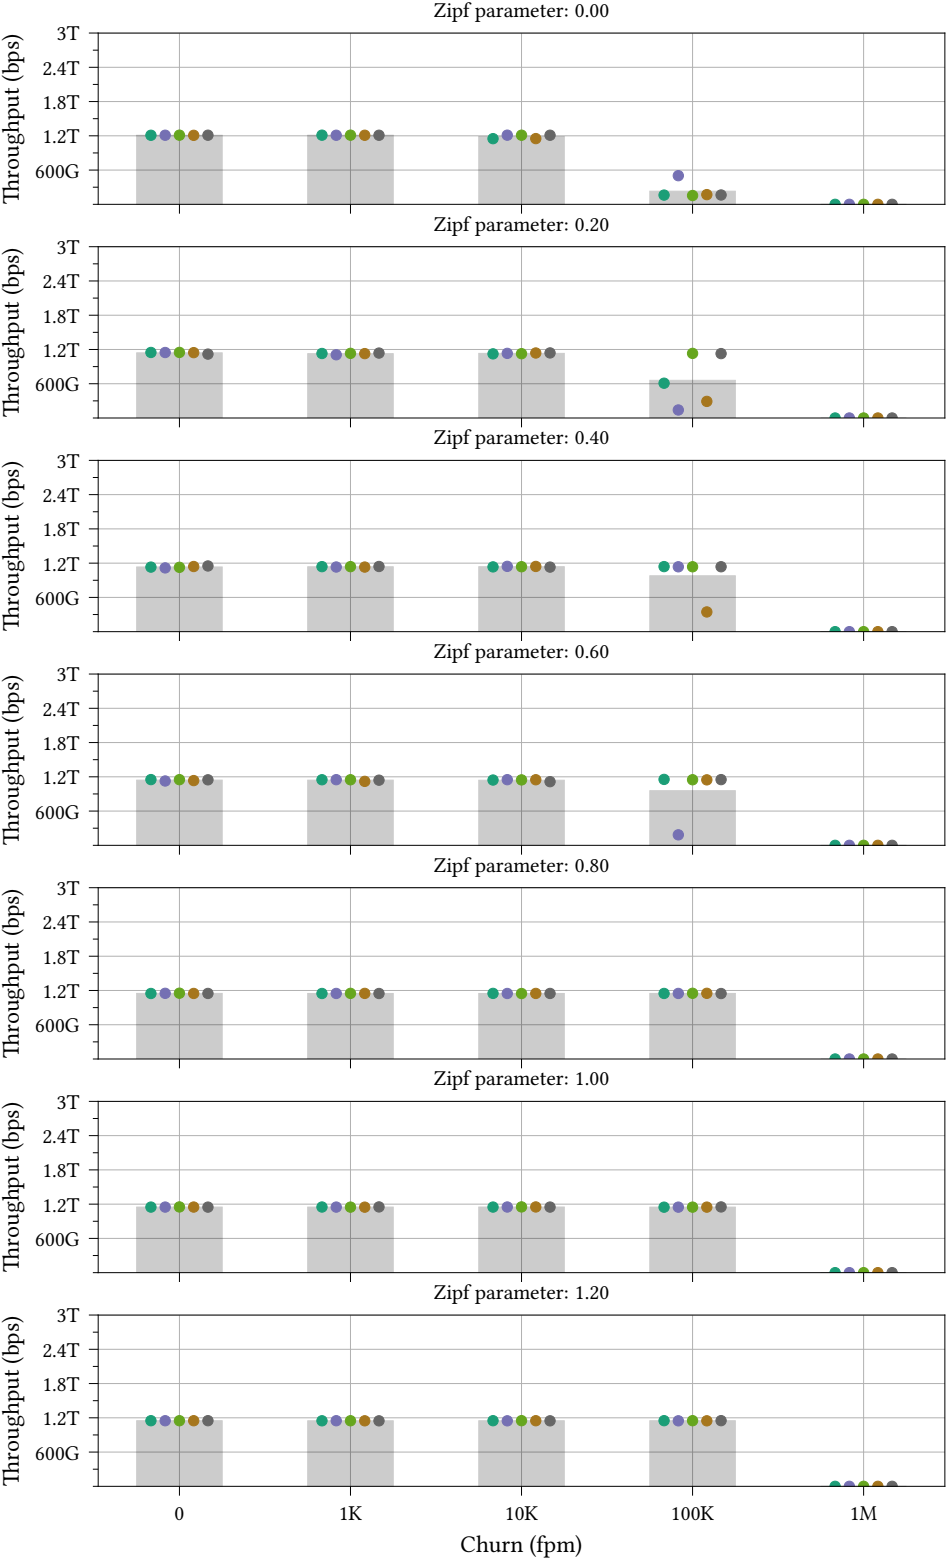 Zipf parameter: 0.00
Throughput (bps)
3T
2.4T
1.8T
1.2T
600G
Zipf parameter: 0.20
Throughput (bps)
3T
2.4T
1.8T
1.2T
600G
Zipf parameter: 0.40
Throughput (bps)
3T
2.4T
1.8T
1.2T
600G
Zipf parameter: 0.60
Throughput (bps)
3T
2.4T
1.8T
1.2T
600G
Zipf parameter: 0.80
Throughput (bps)
3T
2.4T
1.8T
1.2T
600G
Zipf parameter: 1.00
Throughput (bps)
3T
2.4T
1.8T
1.2T
600G
Zipf parameter: 1.20
Throughput (bps)
3T
2.4T
1.8T
1.2T
600G
0 1K 10K 100K 1M
Churn (fpm)